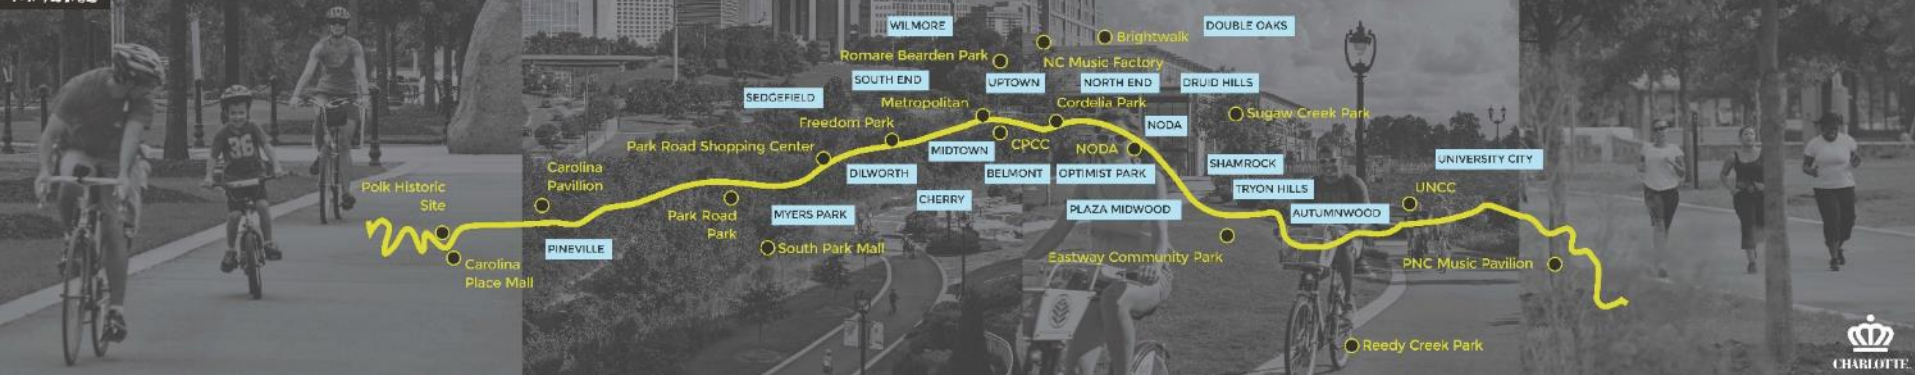 WILMORE
DOUBLE OAKS
Brightwalk
Romare Bearden Park
NC Music Factory
SOUTH END
UPTOWN
NORTH END
DRUID HILLS
SEDGEFIELD
Metropolitan
Cordelia Park
Sugaw Creek Park
Freedom Park
NODA
36
Park Road Shopping Center
MIDTOWN
CPCC
NODA
UNIVERSITY CITY
Carolina
Pavillion
DILWORTH
BELMONT
OPTIMIST PARK
SHAMROCK
Polk Historic
Site
TRYON HILLS
UNCC
CHERRY
Park Road
Park
MYERS PARK
PLAZA MIDWOOD
AUTUMNWOOD
PINEVILLE
South Park Mall
Eastway Community Park
Carolina
Place Mall
PNC Music Pavilion
Reedy Creek Park
CHARLOTTE